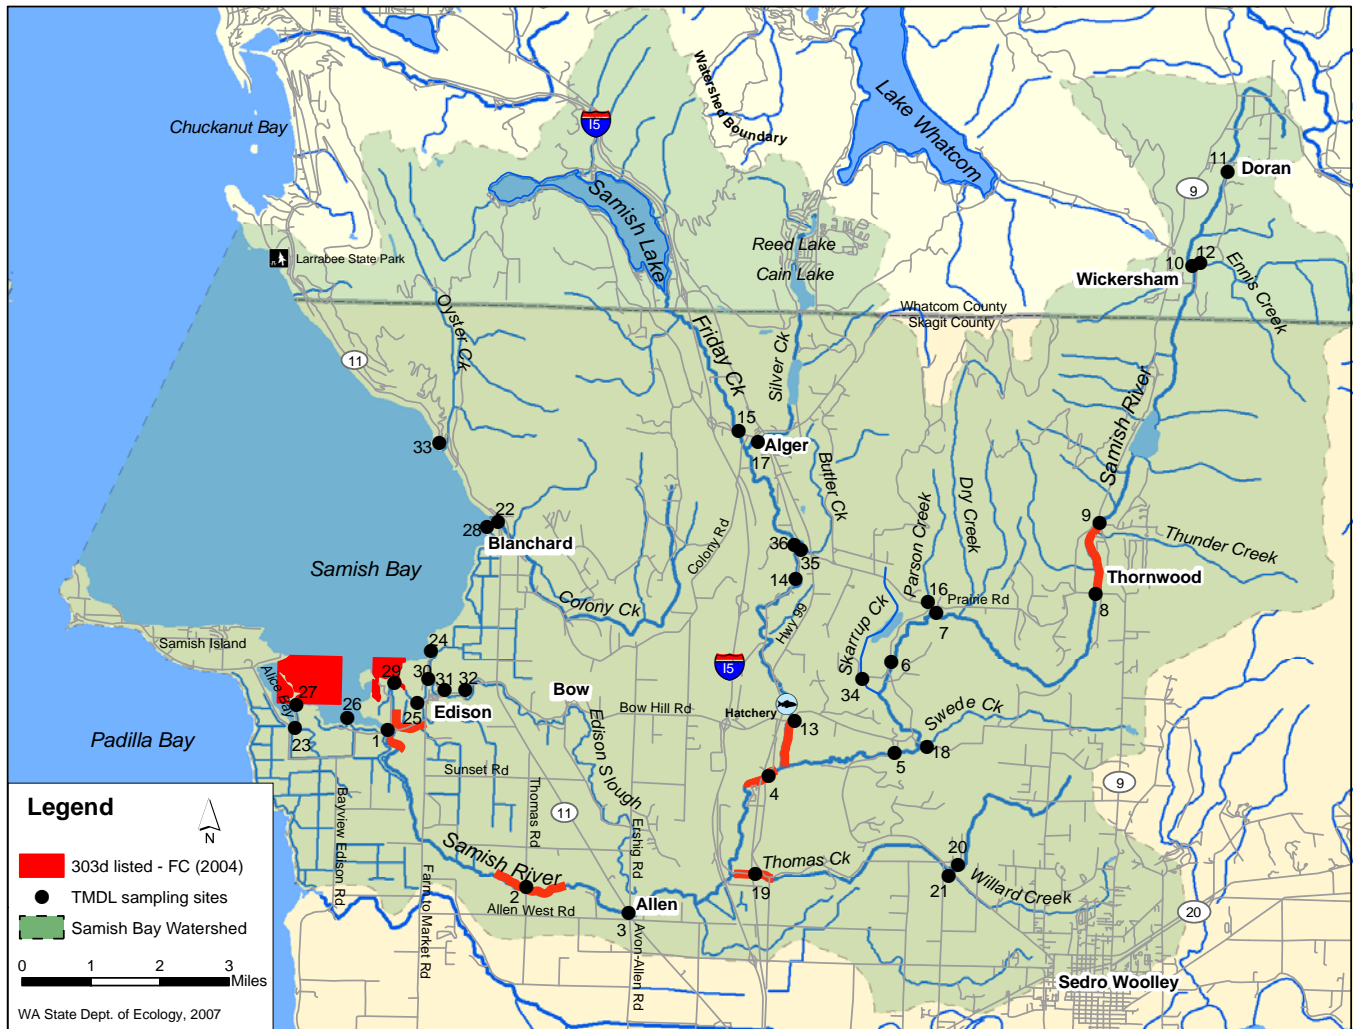 Chuckanut Bay
I5
Watershed Boundary
Lake Whatcom
11
Doran
9
Samish Lake
Reed Lake
Cain Lake
Larrabee State Park
10
12
Wickersham
Ennis Creek
Whatcom County
Skagit County
Oyster Ck
Friday Ck
Silver Ck
11
Samish River
15
17
Alger
33
Butler Ck
Parson Creek
Dry Creek
22
28
Blanchard
9
Thunder Creek
Colony Rd
36
35
14
Samish Bay
Thornwood
8
Colony Ck
Hwy 99
Skarrup Ck
16
Prairie Rd
7
Samish Island
24
I5
6
34
Alice Bay
27
29
30
31
32
Bow
Edison
25
26
23
1
Bow Hill Rd
Hatchery
13
Swede Ck
18
5
Padilla Bay
Edison Slough
Sunset Rd
4
9
Thomas Rd
11
Bayview Edison Rd
Farm to Market Rd
Ershig Rd
Samish River
2
Allen West Rd
Allen
3
Avon-Allen Rd
Thomas Ck
19
20
21
Willard Creek
20
Sedro Woolley
Legend
N
303d listed - FC (2004)
TMDL sampling sites
Samish Bay Watershed
0 1 2 3
Miles
WA State Dept. of Ecology, 2007